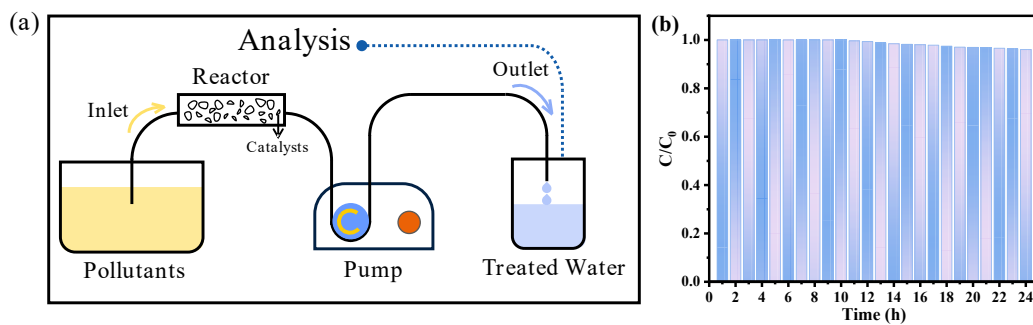 (a)
Analysis
Reactor
Inlet
Catalysts
Outlet
Pollutants
Pump
Treated Water
(b)
C/C₀
1.0
0.8
0.6
0.4
0.2
0.0
0 2 4 6 8 10 12 14 16 18 20 22 24
Time (h)